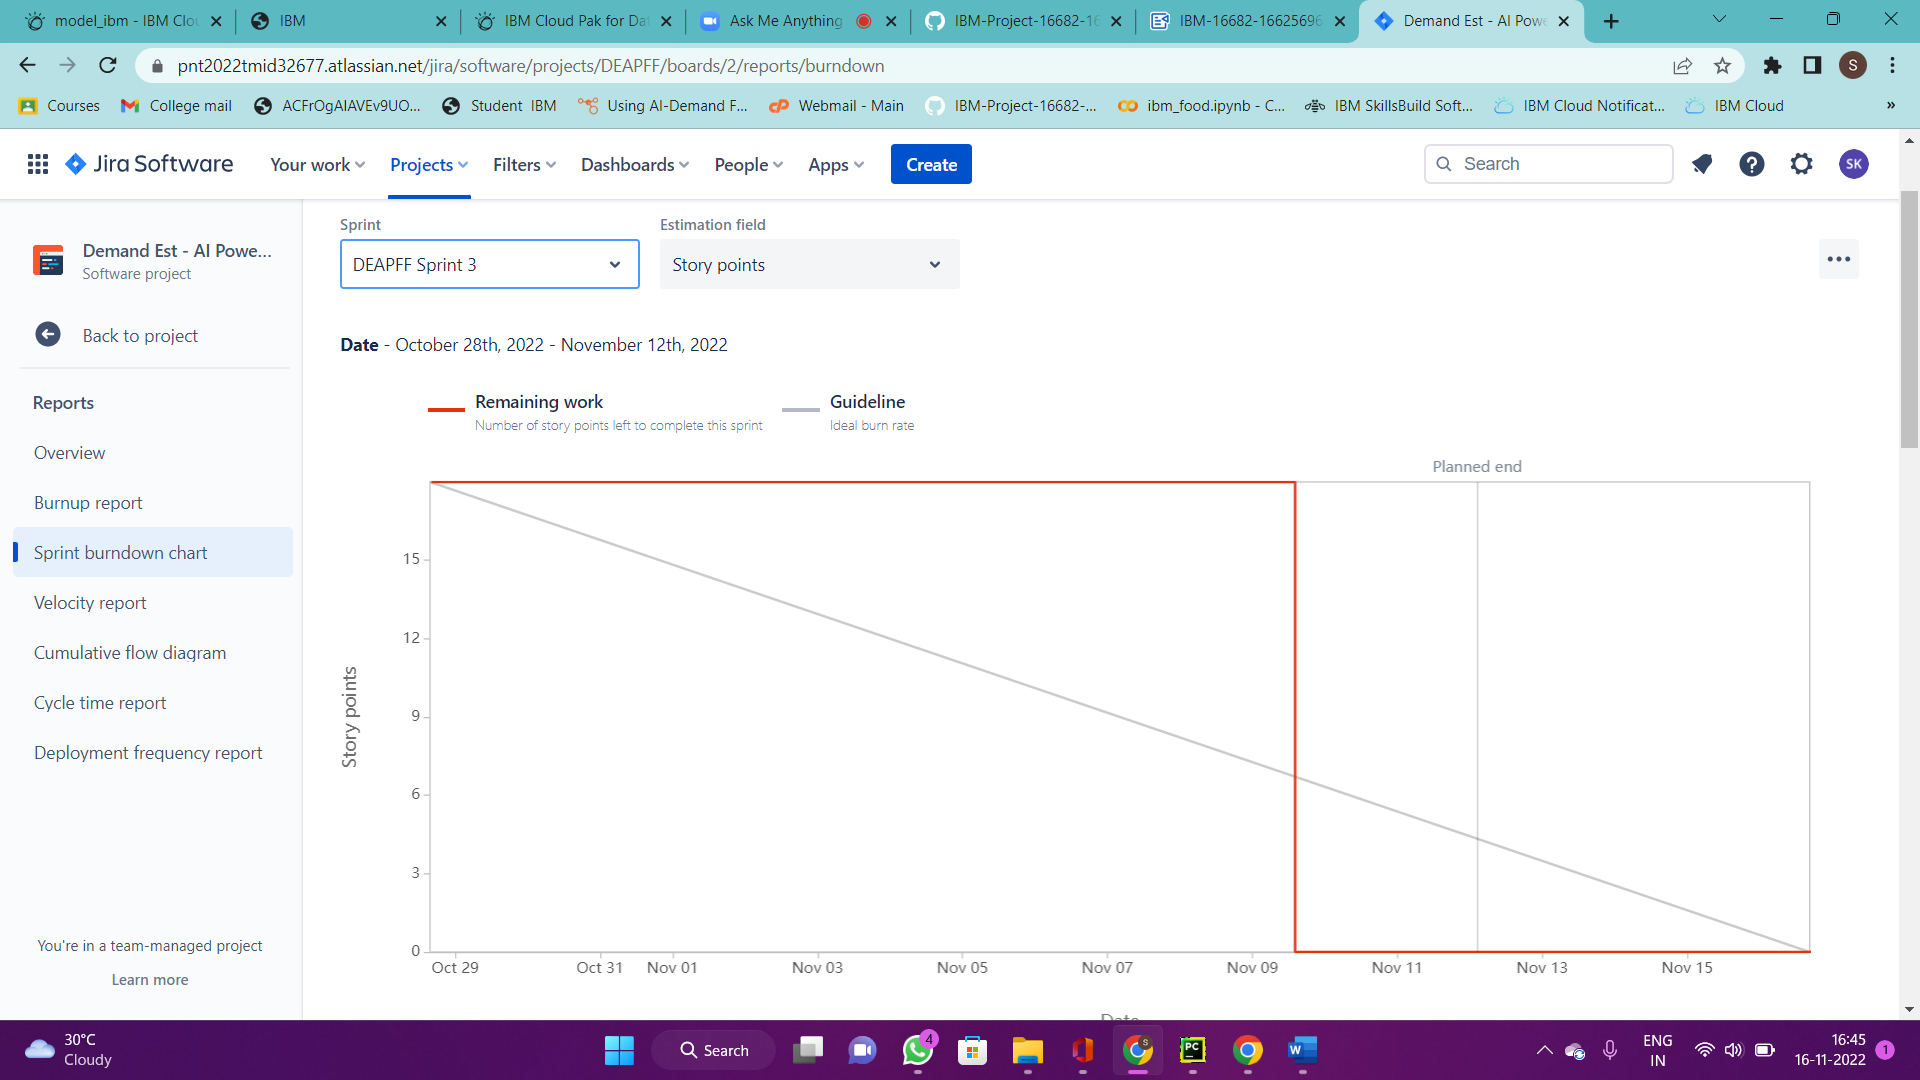 model_ibm - IBM Clou
IBM
IBM Cloud Pak for Dat
Ask Me Anything
IBM-Project-16682-16
IBM-16682-16625696
Demand Est - AI Powe
pnt2022tmid32677.atlassian.net/jira/software/projects/DEAPFF/boards/2/reports/burndown
S
Courses
College mail
ACFrOgAIAVEv9UO...
Student IBM
Using AI-Demand F...
Webmail - Main
IBM-Project-16682-...
ibm_food.ipynb - C...
IBM SkillsBuild Soft...
IBM Cloud Notificat...
IBM Cloud
»
Jira Software
Your work
Projects
Filters
Dashboards
People
Apps
Create
Search
SK
Demand Est - AI Powe...
Software project
Back to project
Reports
Overview
Burnup report
Sprint burndown chart
Velocity report
Cumulative flow diagram
Cycle time report
Deployment frequency report
You're in a team-managed project
Learn more
Sprint
Estimation field
DEAPFF Sprint 3
Story points
Date - October 28th, 2022 - November 12th, 2022
Remaining work
Number of story points left to complete this sprint
Guideline
Ideal burn rate
Planned end
Story points
15
12
9
6
3
0
Oct 29
Oct 31
Nov 01
Nov 03
Nov 05
Nov 07
Nov 09
Nov 11
Nov 13
Nov 15
Date
30°C
Cloudy
Search
4
S
PC
W
ENG
IN
16:45
16-11-2022
1